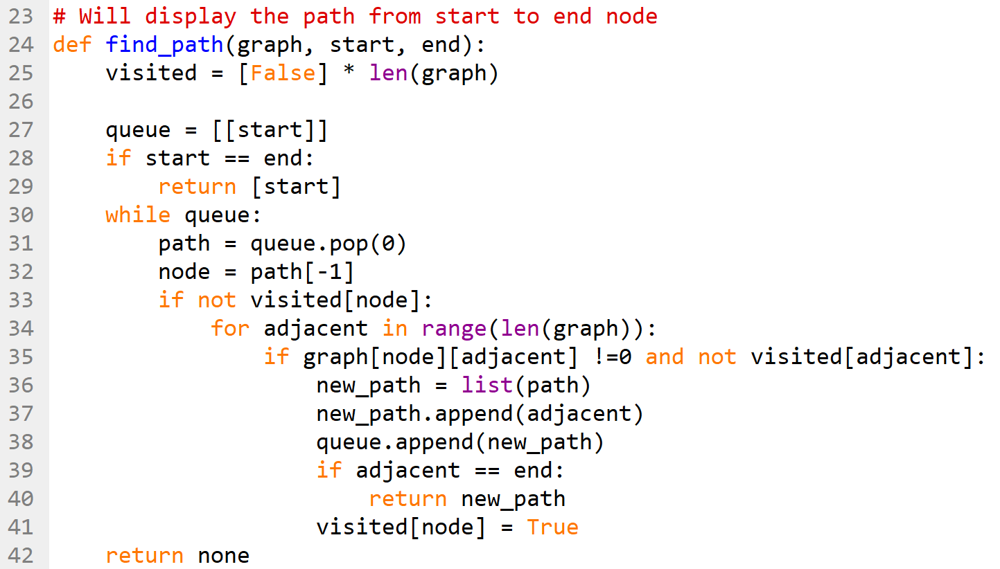 23 # Will display the path from start to end node
24 def find_path(graph, start, end):
25     visited = [False] * len(graph)
26
27     queue = [[start]]
28     if start == end:
29         return [start]
30     while queue:
31         path = queue.pop(0)
32         node = path[-1]
33         if not visited[node]:
34             for adjacent in range(len(graph)):
35                 if graph[node][adjacent] !=0 and not visited[adjacent]:
36                     new_path = list(path)
37                     new_path.append(adjacent)
38                     queue.append(new_path)
39                     if adjacent == end:
40                         return new_path
41                     visited[node] = True
42     return none